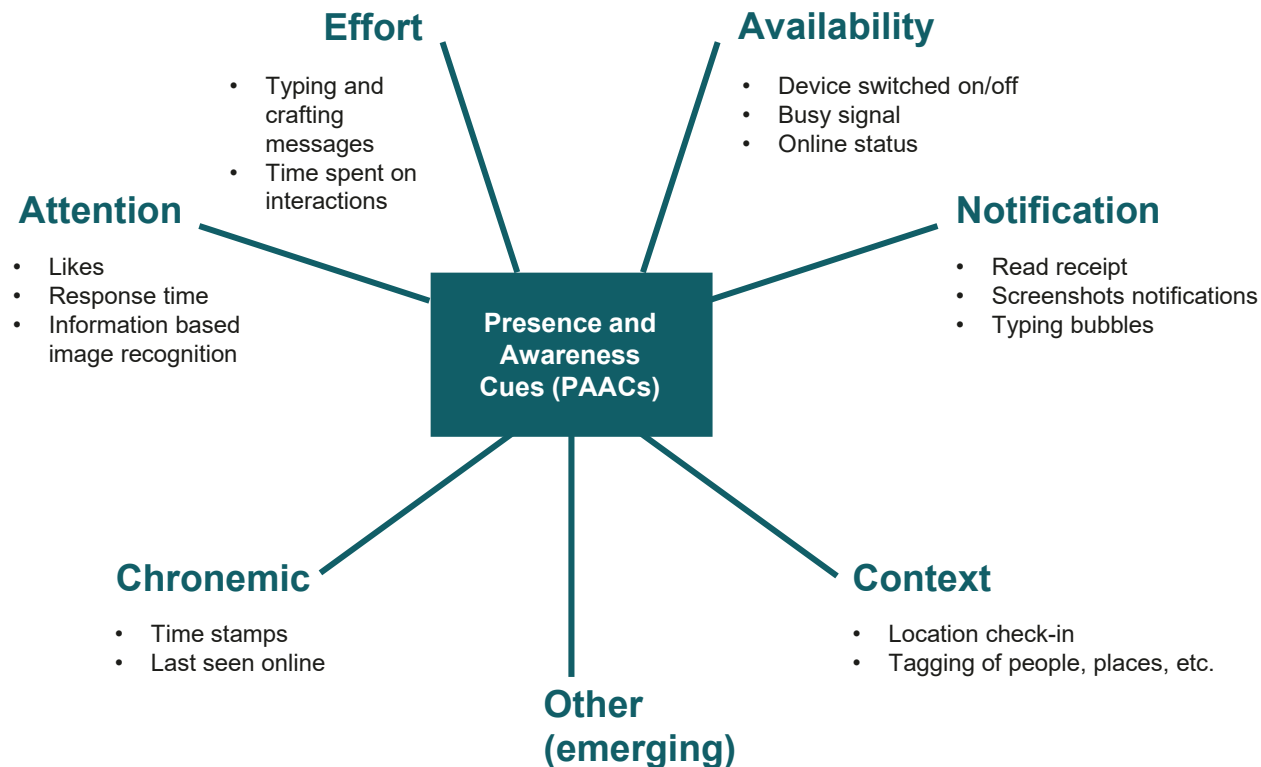 Effort
• Typing and
crafting
messages
• Time spent on
interactions
Availability
• Device switched on/off
• Busy signal
• Online status
Attention
• Likes
• Response time
• Information based
image recognition
Notification
• Read receipt
• Screenshots notifications
• Typing bubbles
Presence and
Awareness
Cues (PAACs)
Chronemic
• Time stamps
• Last seen online
Context
• Location check-in
• Tagging of people, places, etc.
Other
(emerging)